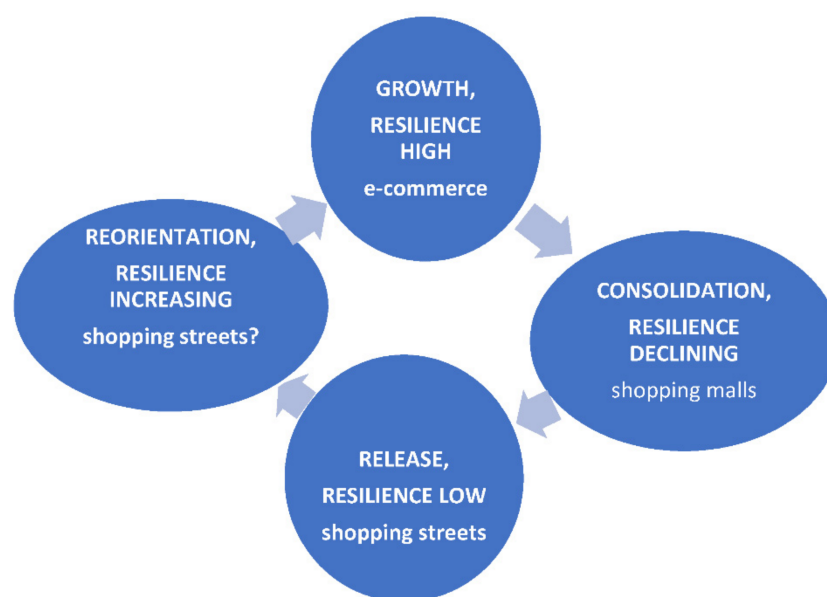 GROWTH,
RESILIENCE
HIGH
e-commerce
REORIENTATION,
RESILIENCE
INCREASING
shopping streets?
CONSOLIDATION,
RESILIENCE
DECLINING
shopping malls
RELEASE,
RESILIENCE LOW
shopping streets